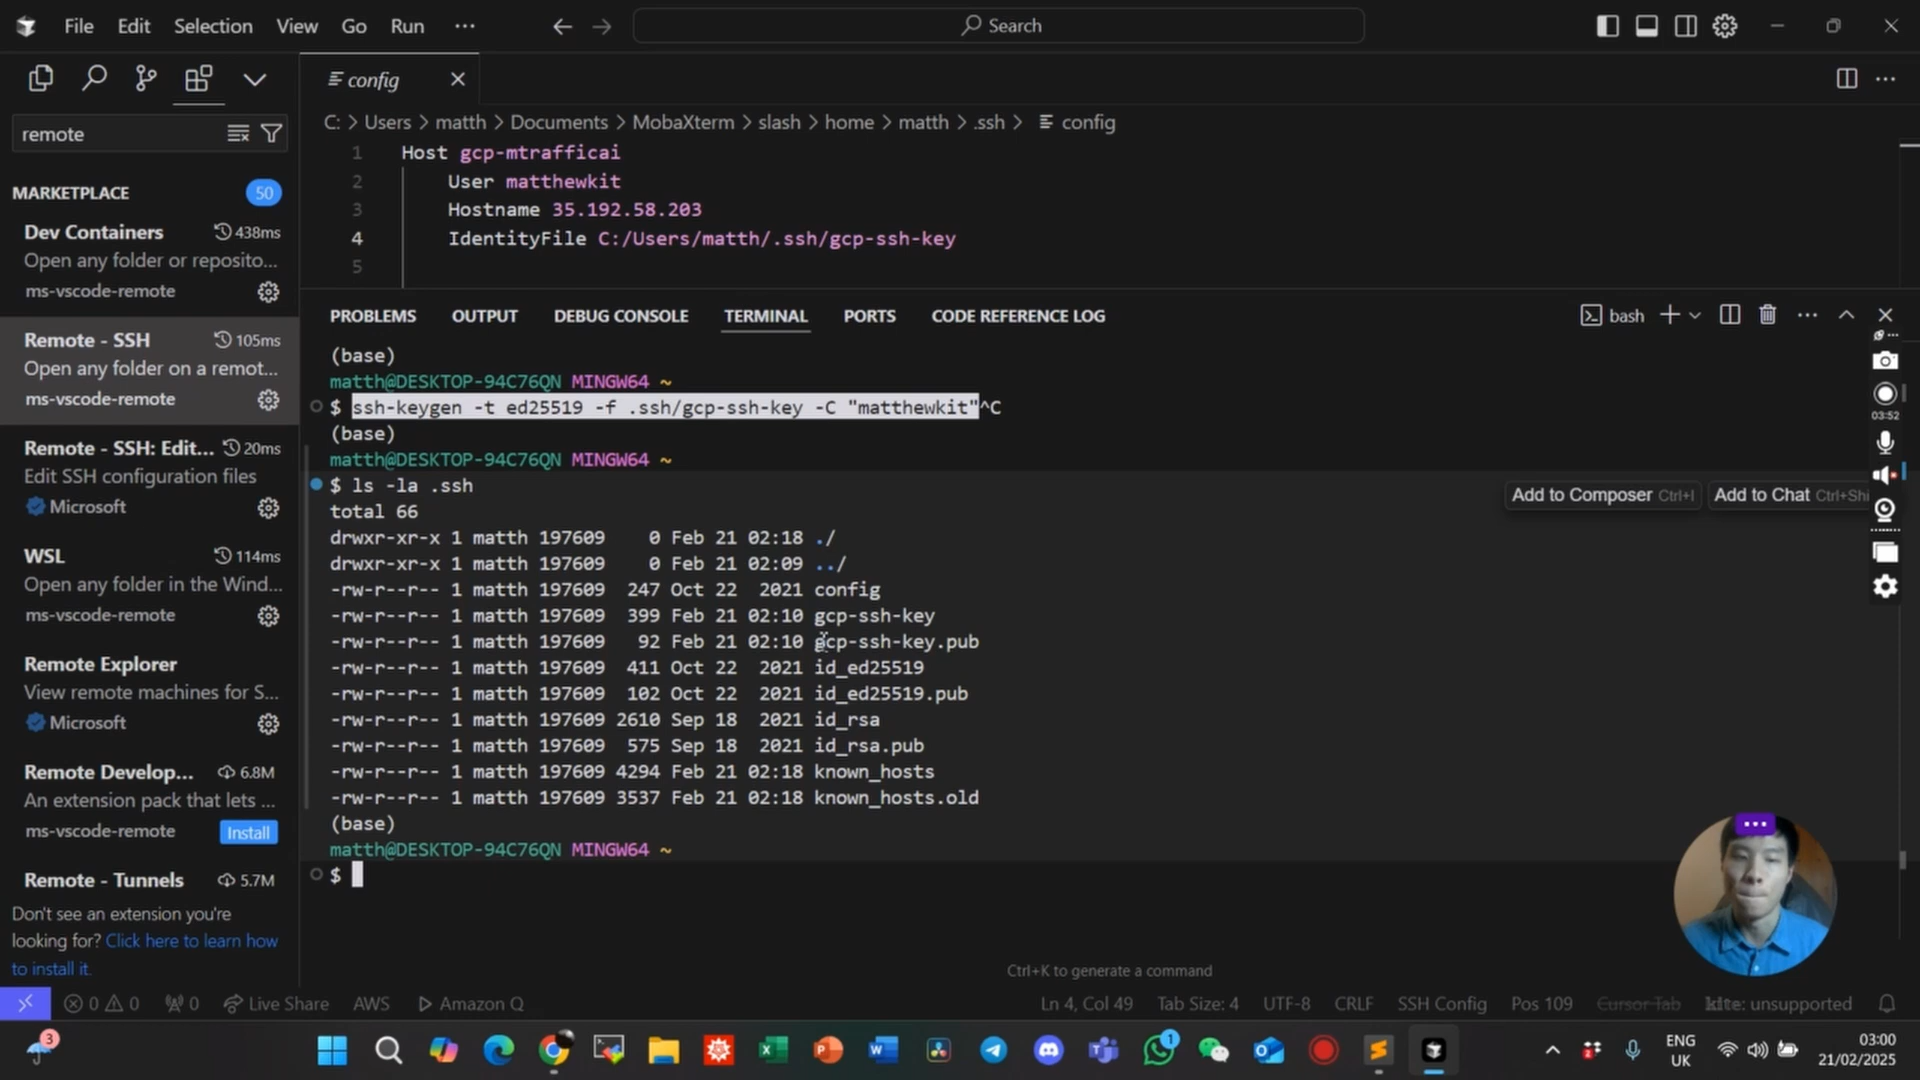 File Edit Selection View Go Run ···
Search
remote
config
C: > Users > matth > Documents > MobaXterm > slash > home > matth > .ssh > config
MARKETPLACE 50
Dev Containers 438ms
Open any folder or reposito...
ms-vscode-remote
Remote - SSH 105ms
Open any folder on a remot...
ms-vscode-remote
Remote - SSH: Edit... 20ms
Edit SSH configuration files
Microsoft
WSL 114ms
Open any folder in the Wind...
ms-vscode-remote
Remote Explorer
View remote machines for S...
Microsoft
Remote Develop... 6.8M
An extension pack that lets ...
ms-vscode-remote Install
Remote - Tunnels 5.7M
Don't see an extension you're
looking for? Click here to learn how
to install it.
1 Host gcp-mtrafficai
2 User matthewkit
3 Hostname 35.192.58.203
4 IdentityFile C:/Users/matth/.ssh/gcp-ssh-key
5
PROBLEMS OUTPUT DEBUG CONSOLE TERMINAL PORTS CODE REFERENCE LOG
bash
(base)
matth@DESKTOP-94C76QN MINGW64 ~
$ ssh-keygen -t ed25519 -f .ssh/gcp-ssh-key -C "matthewkit"^C
(base)
matth@DESKTOP-94C76QN MINGW64 ~
$ ls -la .ssh
total 66
drwxr-xr-x 1 matth 197609    0 Feb 21 02:18 ./
drwxr-xr-x 1 matth 197609    0 Feb 21 02:09 ../
-rw-r--r-- 1 matth 197609  247 Oct 22  2021 config
-rw-r--r-- 1 matth 197609  399 Feb 21 02:10 gcp-ssh-key
-rw-r--r-- 1 matth 197609   92 Feb 21 02:10 gcp-ssh-key.pub
-rw-r--r-- 1 matth 197609  411 Oct 22  2021 id_ed25519
-rw-r--r-- 1 matth 197609  102 Oct 22  2021 id_ed25519.pub
-rw-r--r-- 1 matth 197609 2610 Sep 18  2021 id_rsa
-rw-r--r-- 1 matth 197609  575 Sep 18  2021 id_rsa.pub
-rw-r--r-- 1 matth 197609 4294 Feb 21 02:18 known_hosts
-rw-r--r-- 1 matth 197609 3537 Feb 21 02:18 known_hosts.old
(base)
matth@DESKTOP-94C76QN MINGW64 ~
$
Add to Composer Ctrl+I Add to Chat Ctrl+Shi
03:52
Ctrl+K to generate a command
0 0 0 Live Share AWS Amazon Q Ln 4, Col 49 Tab Size: 4 UTF-8 CRLF SSH Config Pos 109 Cursor Tab kite: unsupported
3
1
ENG
UK
03:00
21/02/2025